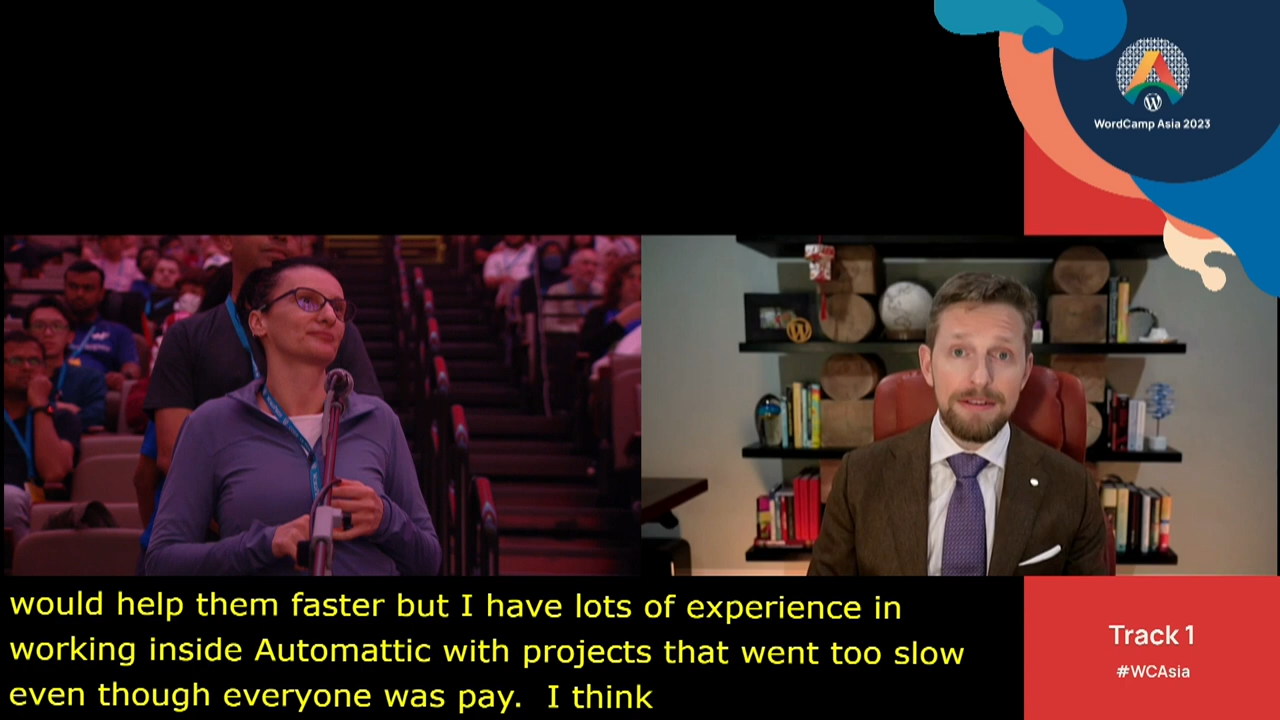 WordCamp Asia 2023
would help them faster but I have lots of experience in
working inside Automattic with projects that went too slow
even though everyone was pay.  I think
Track 1
#WCAsia